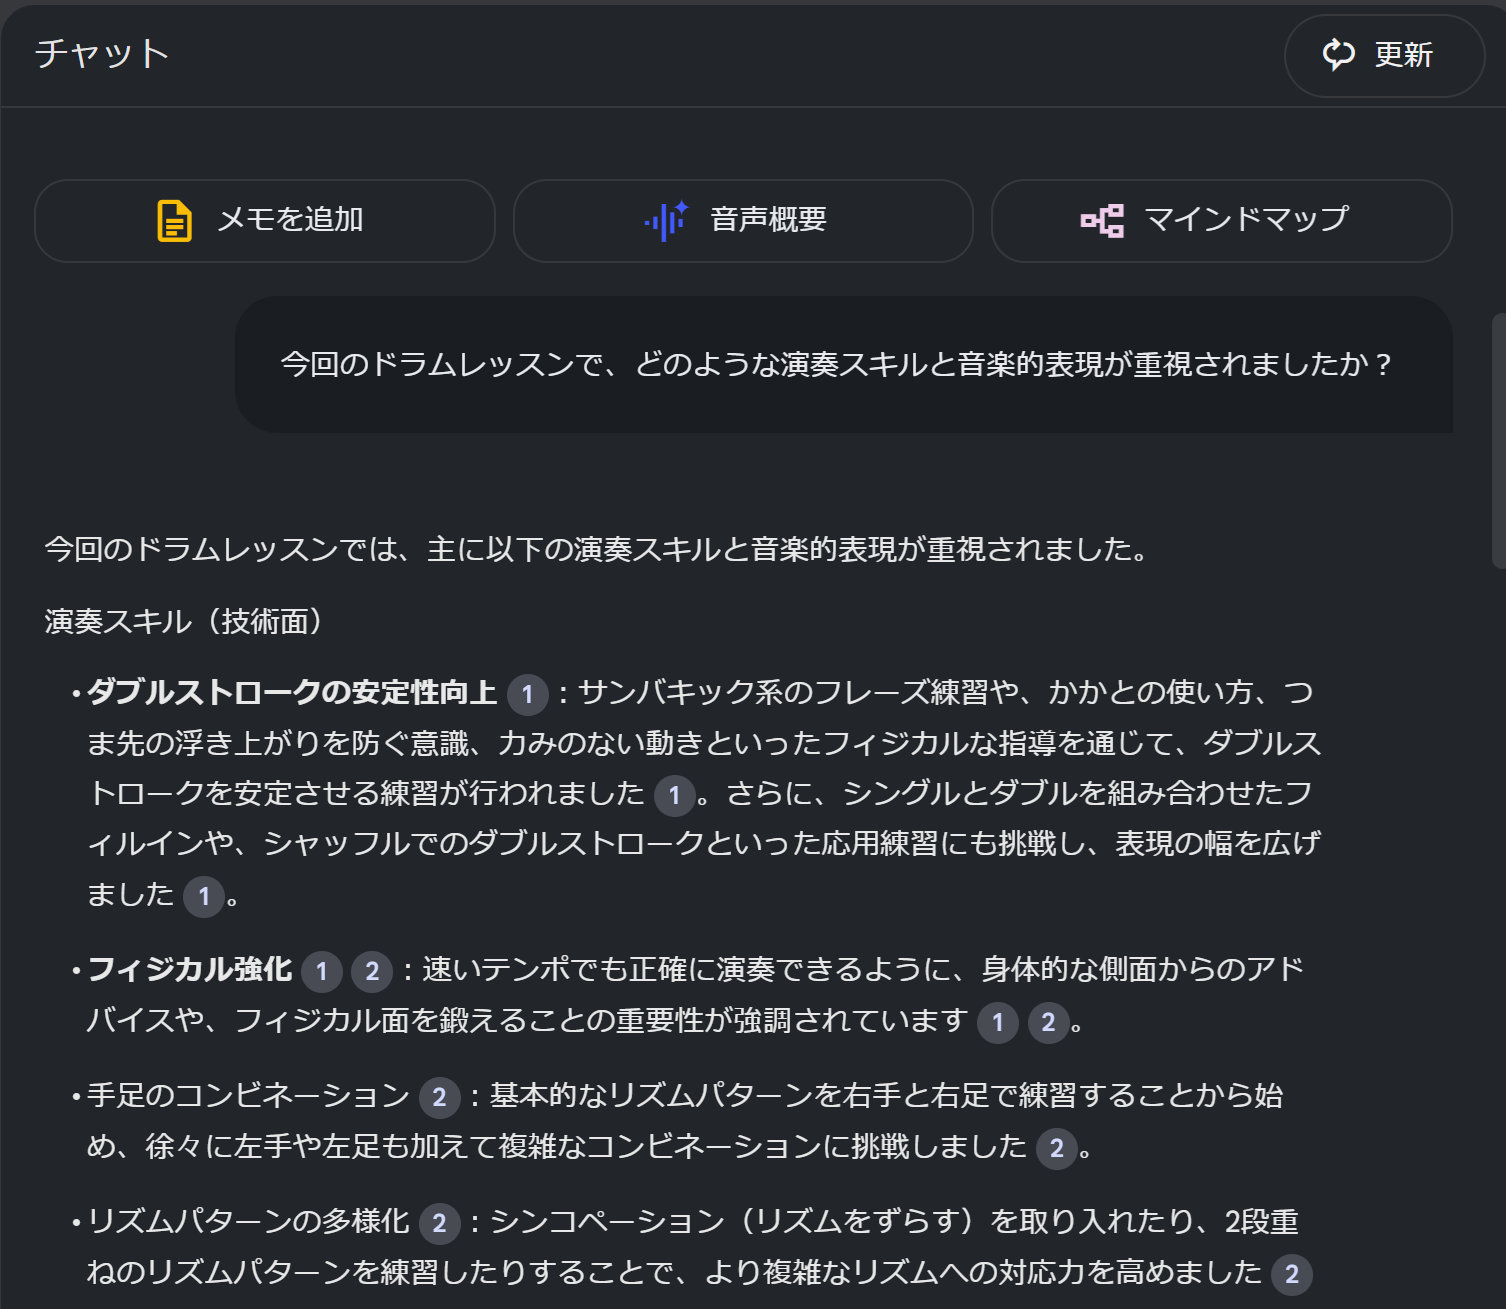 チャット
更新
メモを追加
音声概要
マインドマップ
今回のドラムレッスンで、どのような演奏スキルと音楽的表現が重視されましたか？
今回のドラムレッスンでは、主に以下の演奏スキルと音楽的表現が重視されました。
演奏スキル（技術面）
•ダブルストロークの安定性向上 1：サンバキック系のフレーズ練習や、かかとの使い方、つ
ま先の浮き上がりを防ぐ意識、力みのない動きといったフィジカルな指導を通じて、ダブルス
トロークを安定させる練習が行われました 1。さらに、シングルとダブルを組み合わせたフ
ィルインや、シャッフルでのダブルストロークといった応用練習にも挑戦し、表現の幅を広げ
ました 1。
•フィジカル強化 1 2：速いテンポでも正確に演奏できるように、身体的な側面からのアド
バイスや、フィジカル面を鍛えることの重要性が強調されています 1 2。
•手足のコンビネーション 2：基本的なリズムパターンを右手と右足で練習することから始
め、徐々に左手や左足も加えて複雑なコンビネーションに挑戦しました 2。
•リズムパターンの多様化 2：シンコペーション（リズムをずらす）を取り入れたり、2段重
ねのリズムパターンを練習したりすることで、より複雑なリズムへの対応力を高めました 2